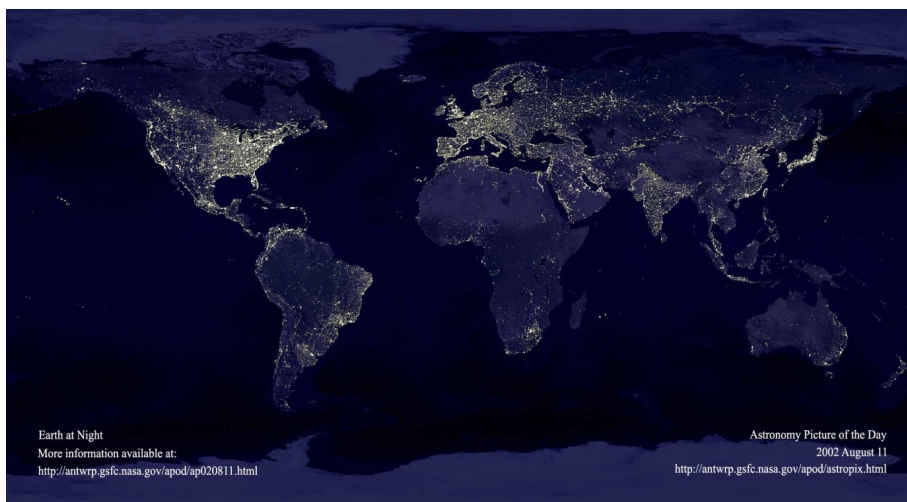 Earth at Night
More information available at:
http://antwrp.gsfc.nasa.gov/apod/ap020811.html
Astronomy Picture of the Day
2002 August 11
http://antwrp.gsfc.nasa.gov/apod/astropix.html